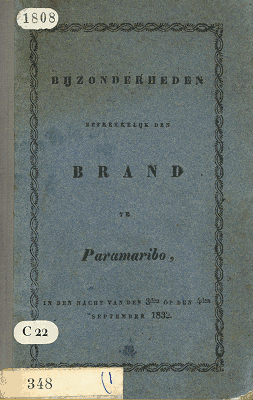 1808
BIJZONDERHEDEN
BETREKKELIJK DEN
BRAND
TE
Paramaribo,
IN DEN NACHT VAN DEN 3den OP DEN 4den
SEPTEMBER 1832.
C 22
348